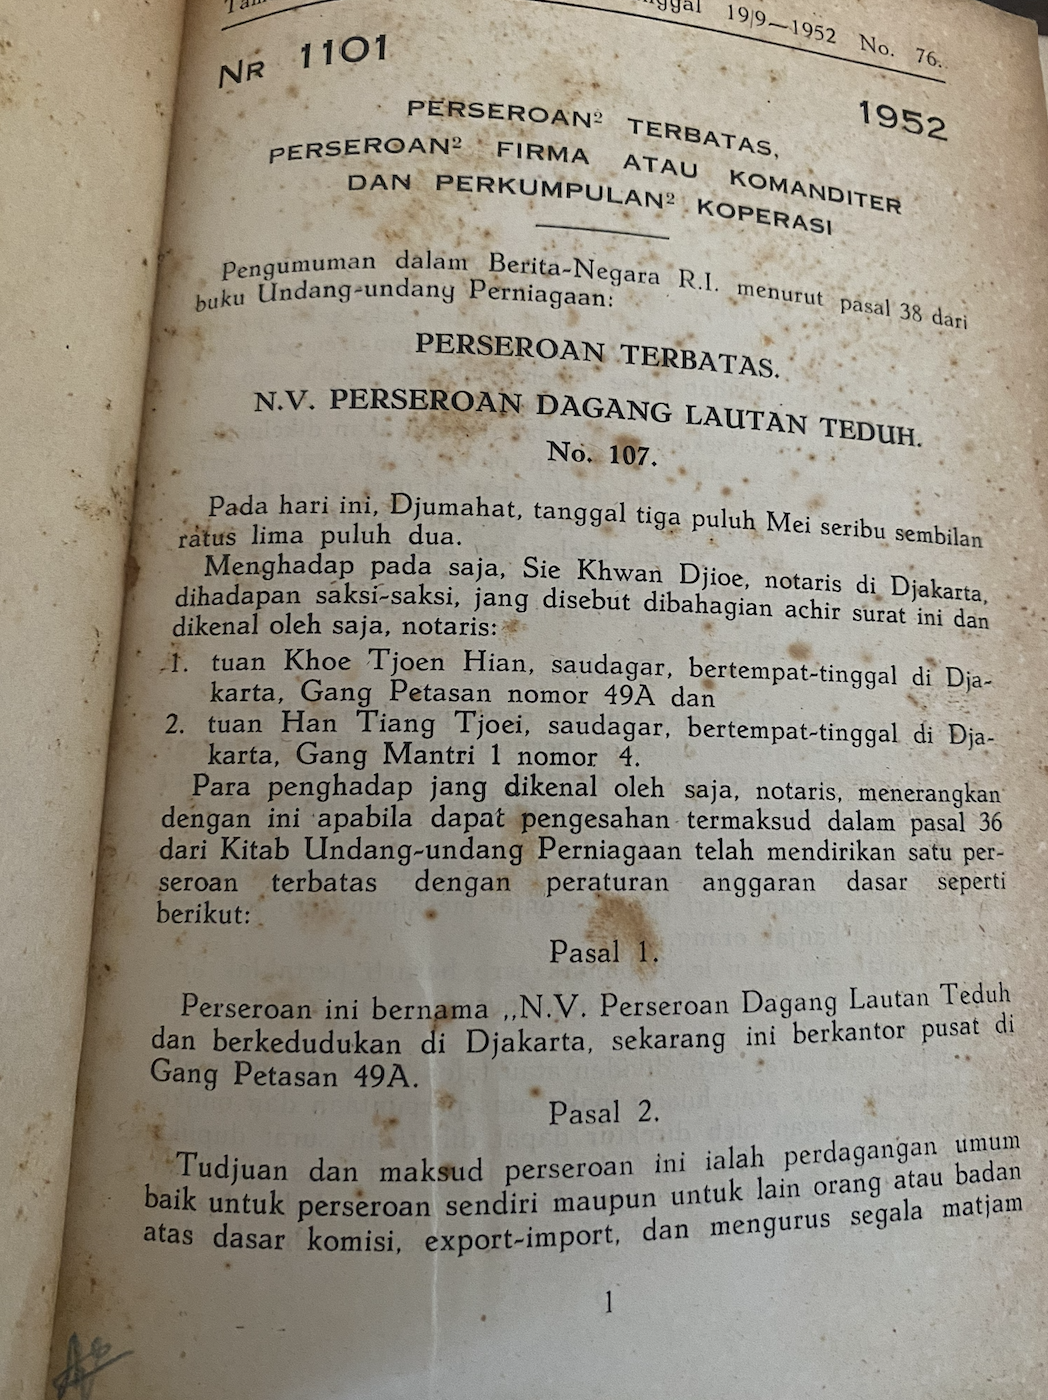 19/9—1952 No. 76.
NR 1101
1952
PERSEROAN² TERBATAS,
PERSEROAN² FIRMA ATAU KOMANDITER
DAN PERKUMPULAN² KOPERASI
Pengumuman dalam Berita-Negara R.I. menurut pasal 38 dari
buku Undang-undang Perniagaan:
PERSEROAN TERBATAS.
N.V. PERSEROAN DAGANG LAUTAN TEDUH.
No. 107.
Pada hari ini, Djumahat, tanggal tiga puluh Mei seribu sembilan
ratus lima puluh dua.
Menghadap pada saja, Sie Khwan Djioe, notaris di Djakarta,
dihadapan saksi-saksi, jang disebut dibahagian achir surat ini dan
dikenal oleh saja, notaris:
1. tuan Khoe Tjoen Hian, saudagar, bertempat-tinggal di Dja-
karta, Gang Petasan nomor 49A dan
2. tuan Han Tiang Tjoei, saudagar, bertempat-tinggal di Dja-
karta, Gang Mantri 1 nomor 4.
Para penghadap jang dikenal oleh saja, notaris, menerangkan
dengan ini apabila dapat pengesahan termaksud dalam pasal 36
dari Kitab Undang-undang Perniagaan telah mendirikan satu per-
seroan terbatas dengan peraturan anggaran dasar seperti
berikut:
Pasal 1.
Perseroan ini bernama ,,N.V. Perseroan Dagang Lautan Teduh
dan berkedudukan di Djakarta, sekarang ini berkantor pusat di
Gang Petasan 49A.
Pasal 2.
Tudjuan dan maksud perseroan ini ialah perdagangan umum
baik untuk perseroan sendiri maupun untuk lain orang atau badan
atas dasar komisi, export-import, dan mengurus segala matjam
1